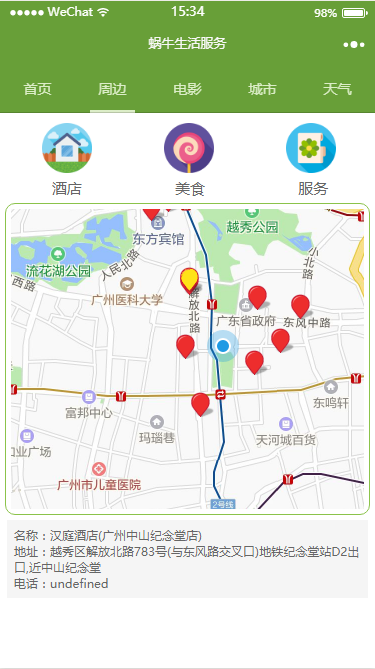 WeChat 15:34 98%
蜗牛生活服务
首页 周边 电影 城市 天气
酒店 美食 服务
东方宾馆
越秀公园
流花湖公园
人民北路
小北路
西路
广州医科大学
解放北路
广东省政府
东风中路
富邦中心
东鸣轩
玛瑙巷
和业广场
天河城百货
广州市儿童医院
2号线
名称：汉庭酒店(广州中山纪念堂店)
地址：越秀区解放北路783号(与东风路交叉口)地铁纪念堂站D2出
口,近中山纪念堂
电话：undefined